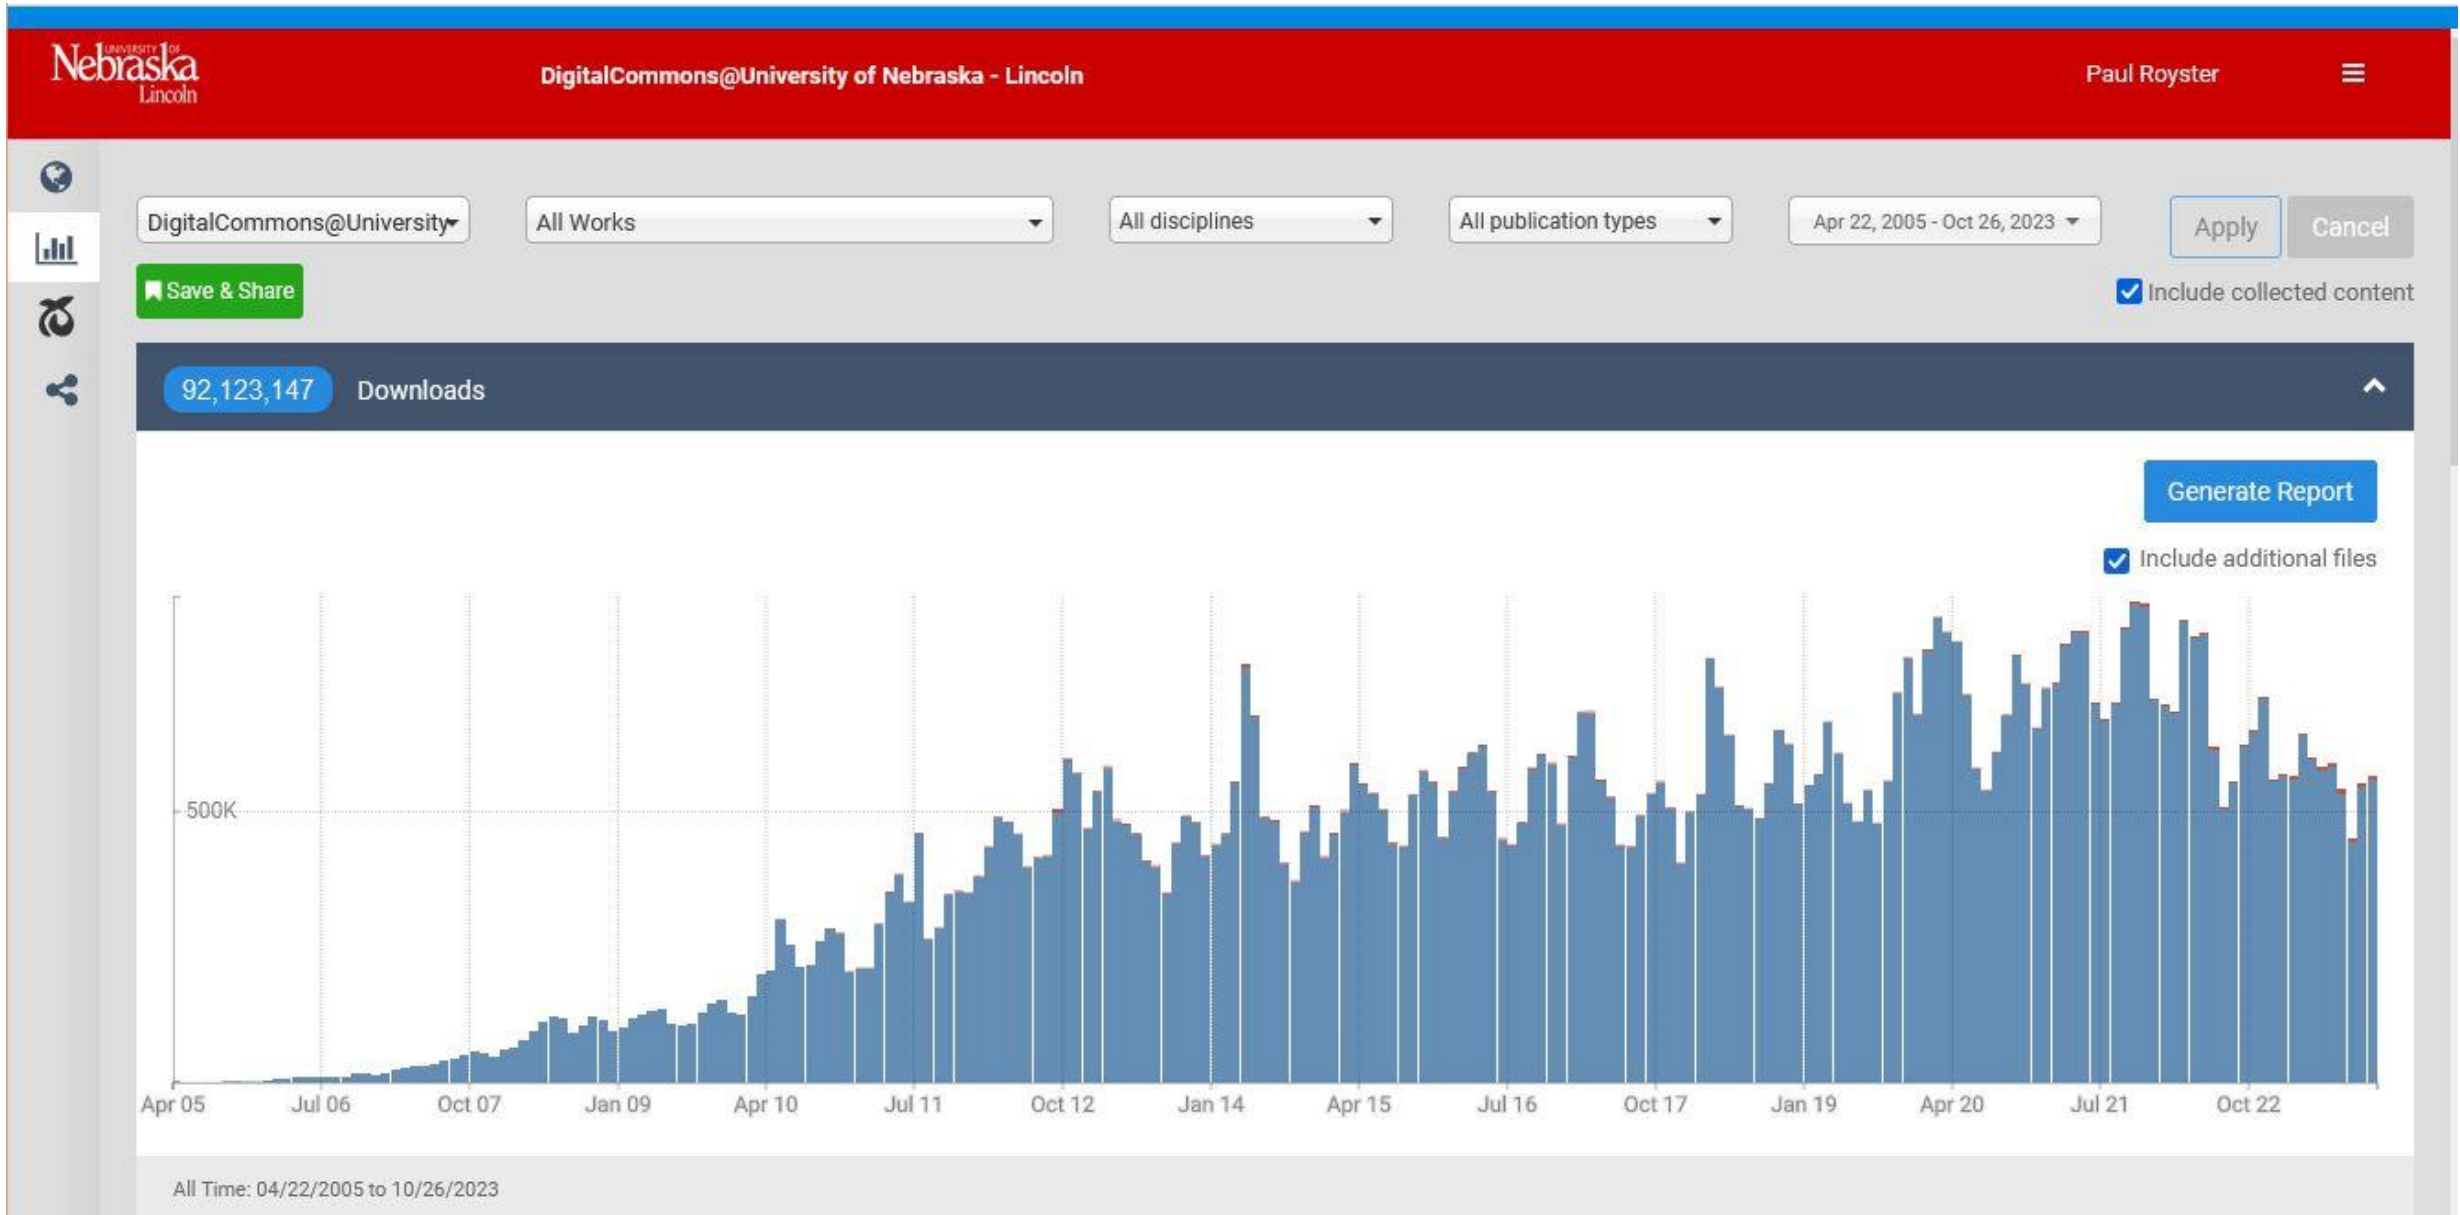 UNIVERSITY OF
Nebraska
Lincoln
DigitalCommons@University of Nebraska - Lincoln
Paul Royster
DigitalCommons@University
All Works
All disciplines
All publication types
Apr 22, 2005 - Oct 26, 2023
Apply
Cancel
Save & Share
Include collected content
92,123,147
Downloads
Generate Report
Include additional files
500K
Apr 05
Jul 06
Oct 07
Jan 09
Apr 10
Jul 11
Oct 12
Jan 14
Apr 15
Jul 16
Oct 17
Jan 19
Apr 20
Jul 21
Oct 22
All Time: 04/22/2005 to 10/26/2023